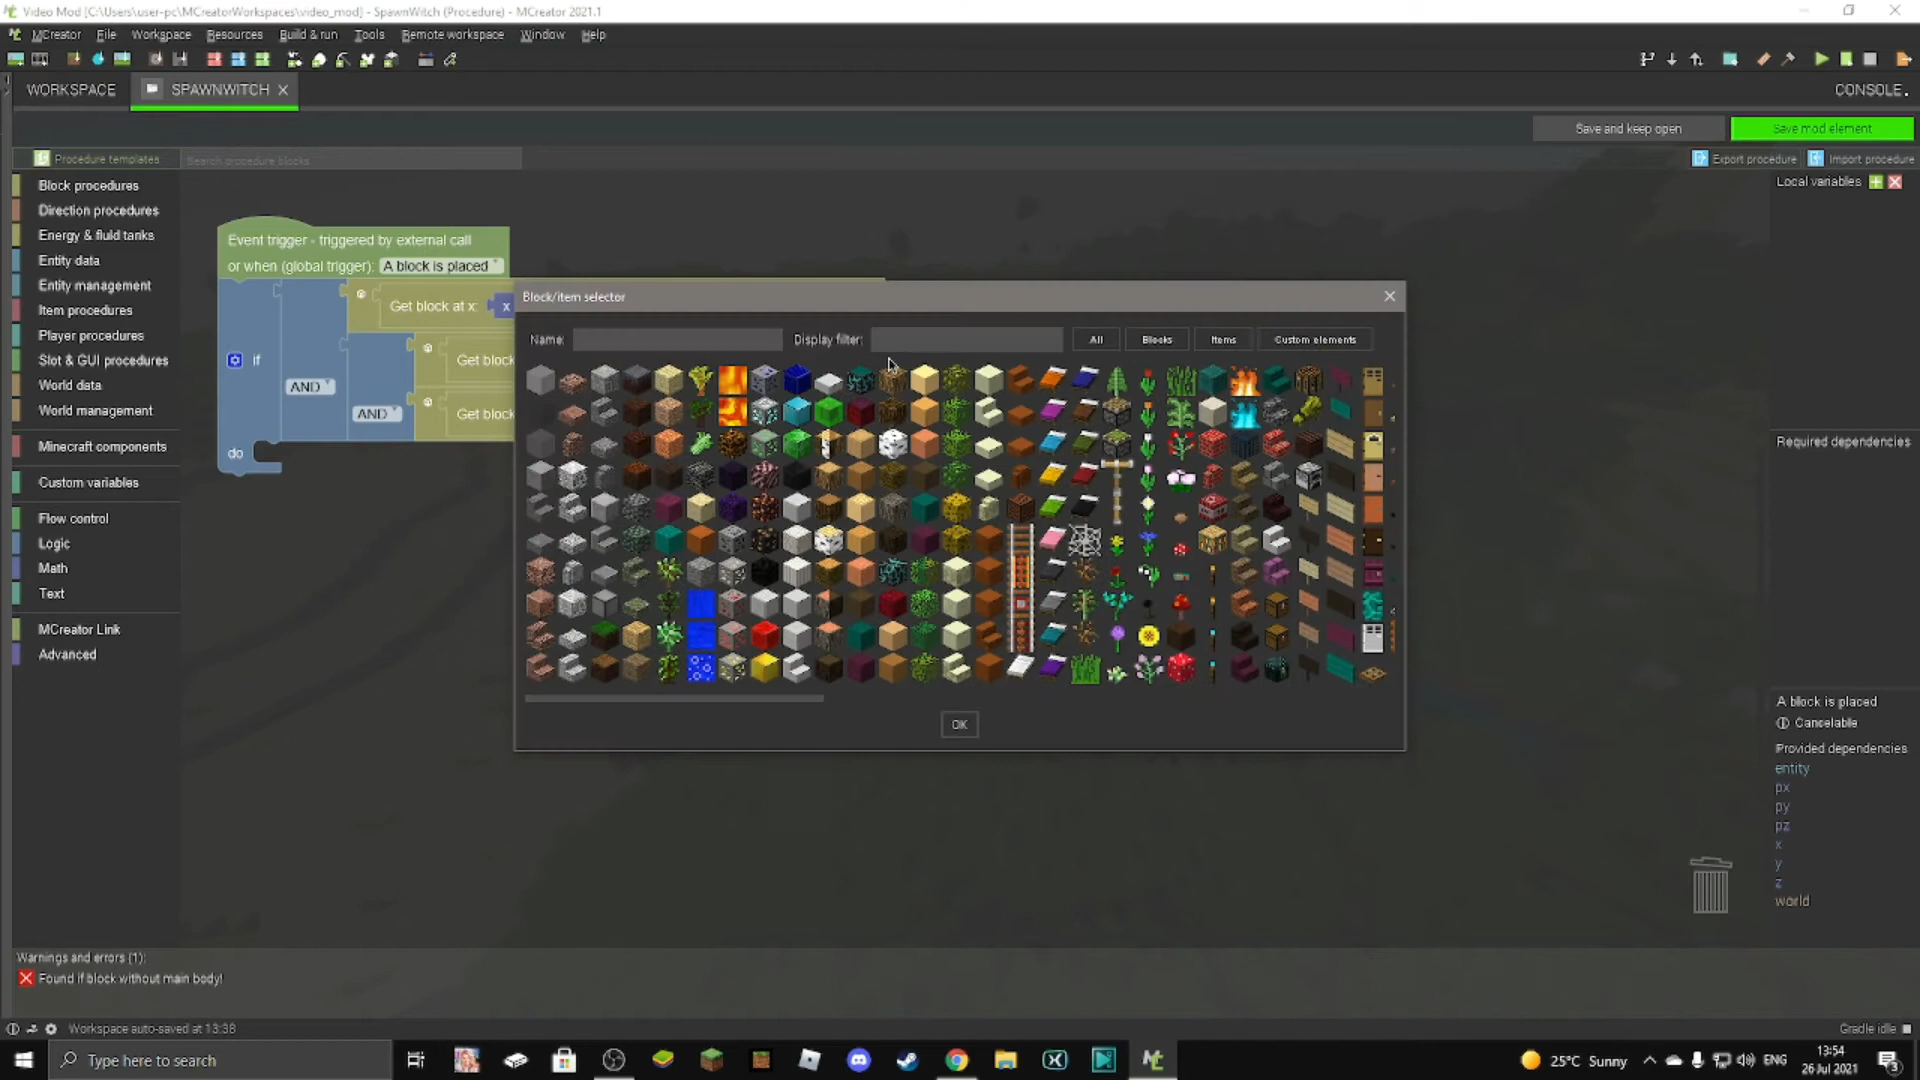 Video Mod [C:\Users\user-pc\MCreatorWorkspaces\video_mod] - SpawnWitch (Procedure) - MCreator 2021.1
MCreator File Workspace Resources Build & run Tools Remote workspace Window Help
WORKSPACE SPAWNWITCH CONSOLE
Save and keep open Save mod element
Procedure templates Search procedure blocks Export procedure Import procedure
Block procedures
Local variables
Direction procedures
Energy & fluid tanks
Entity data
Entity management
Item procedures
Player procedures
Slot & GUI procedures
World data
World management
Minecraft components
Custom variables
Flow control
Logic
Math
Text
MCreator Link
Advanced
Event trigger - triggered by external call
or when (global trigger): A block is placed
Get block at x: x
if Get block
AND
AND Get block
do
Block/item selector
Name: Display filter: All Blocks Items Custom elements
OK
Required dependencies
A block is placed
Cancelable
Provided dependencies
entity
px
py
pz
x
y
z
world
Warnings and errors (1):
Found if block without main body!
Workspace auto-saved at 13:38 Gradle idle
Type here to search 25°C Sunny ENG 13:54
26 Jul 2021
3